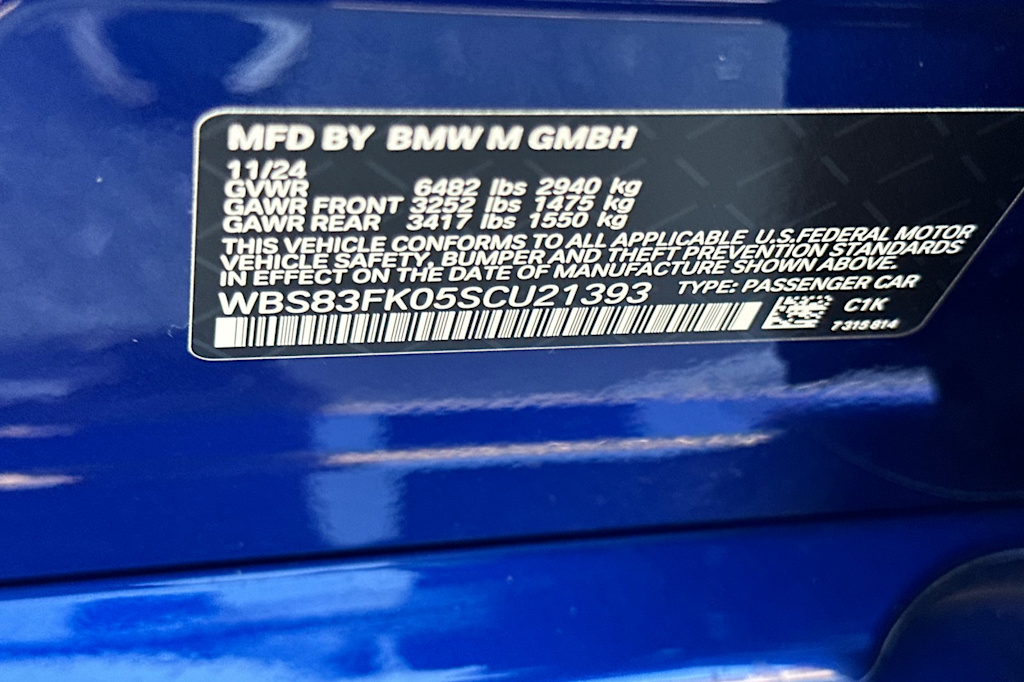 MFD BY BMW M GMBH
11/24
GVWR 6482 lbs 2940 kg
GAWR FRONT 3252 lbs 1475 kg
GAWR REAR 3417 lbs 1550 kg
THIS VEHICLE CONFORMS TO ALL APPLICABLE U.S.FEDERAL MOTOR
VEHICLE SAFETY, BUMPER AND THEFT PREVENTION STANDARDS
IN EFFECT ON THE DATE OF MANUFACTURE SHOWN ABOVE.
WBS83FK05SCU21393 TYPE: PASSENGER CAR
C1K
7315814